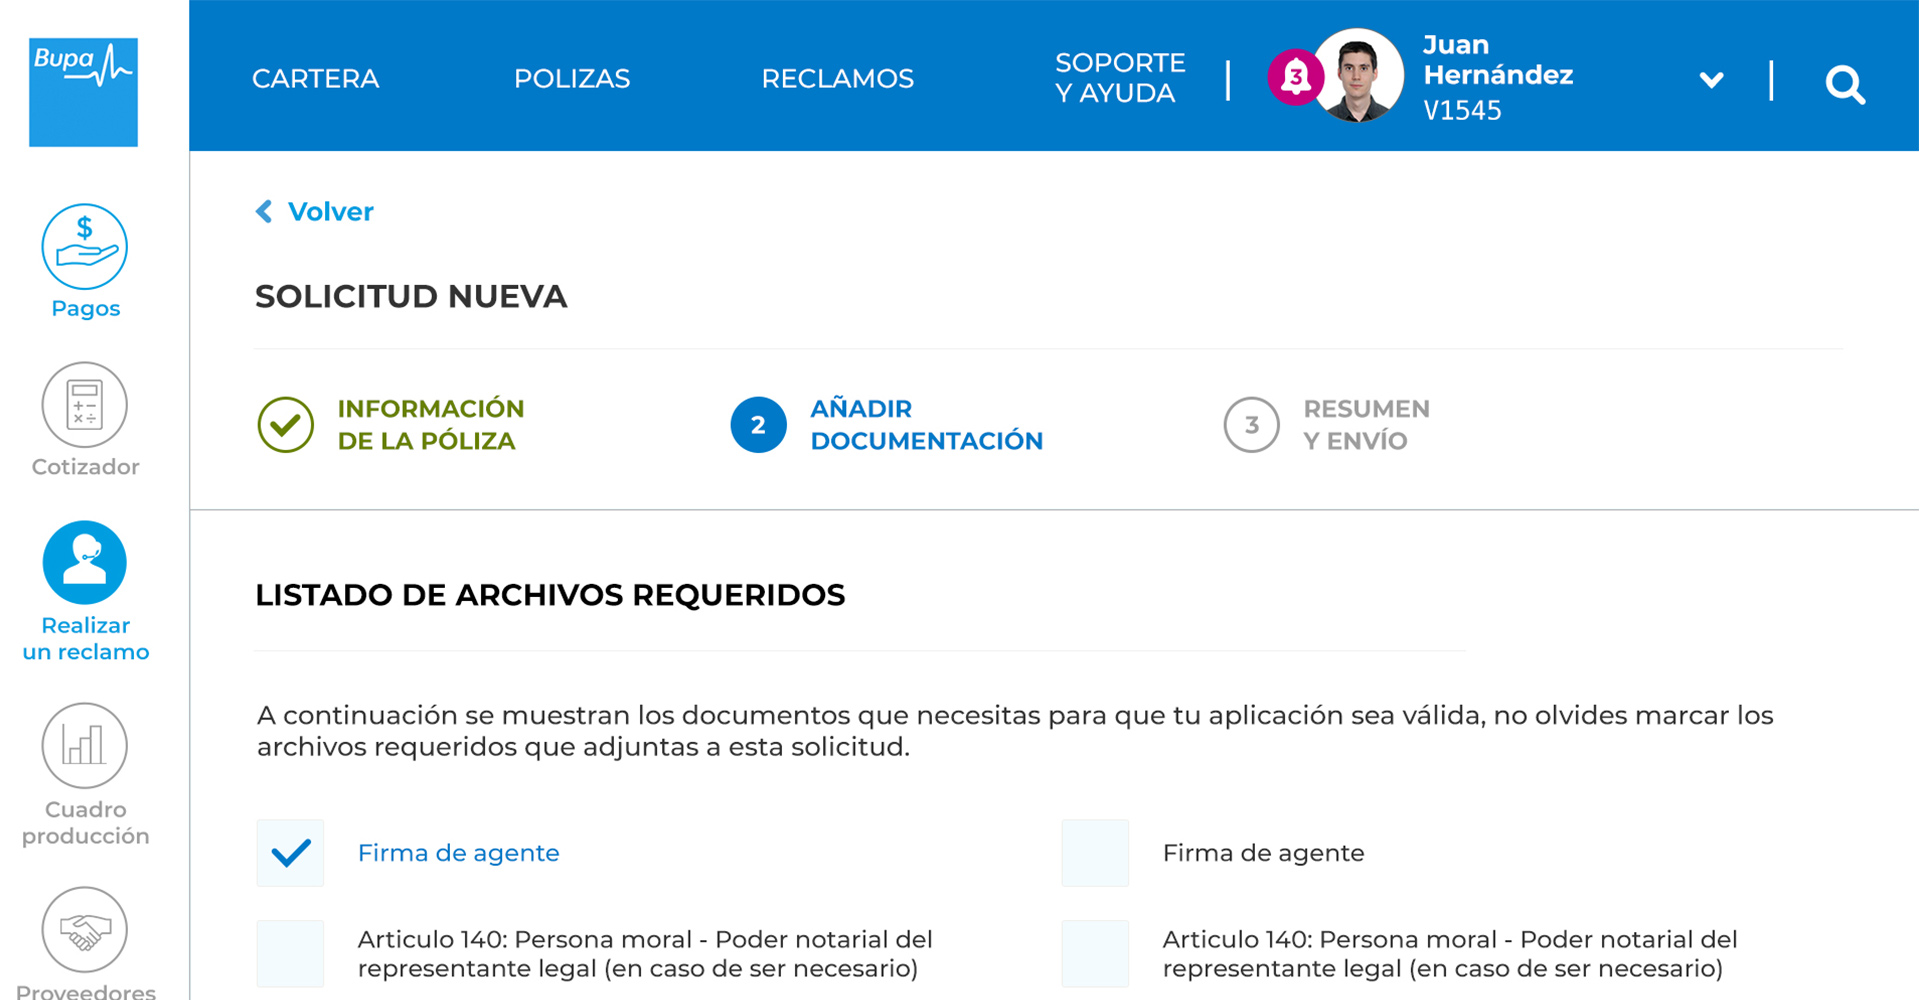 Bupa
CARTERA
POLIZAS
RECLAMOS
SOPORTE
Y AYUDA
3
Juan
Hernández
V1545
Pagos
Cotizador
Realizar
un reclamo
Cuadro
producción
Proveedores
Volver
SOLICITUD NUEVA
INFORMACIÓN
DE LA PÓLIZA
2
AÑADIR
DOCUMENTACIÓN
3
RESUMEN
Y ENVÍO
LISTADO DE ARCHIVOS REQUERIDOS
A continuación se muestran los documentos que necesitas para que tu aplicación sea válida, no olvides marcar los
archivos requeridos que adjuntas a esta solicitud.
Firma de agente
Firma de agente
Articulo 140: Persona moral - Poder notarial del
representante legal (en caso de ser necesario)
Articulo 140: Persona moral - Poder notarial del
representante legal (en caso de ser necesario)